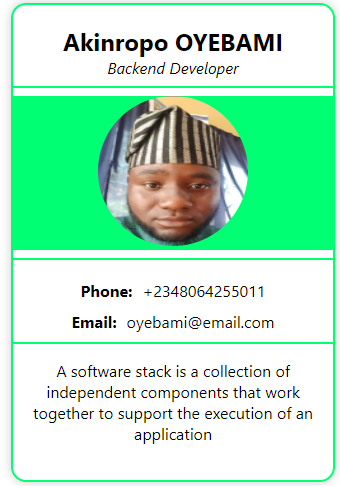 Akinropo OYEBAMI
Backend Developer
Phone: +2348064255011
Email: oyebami@email.com
A software stack is a collection of
independent components that work
together to support the execution of an
application